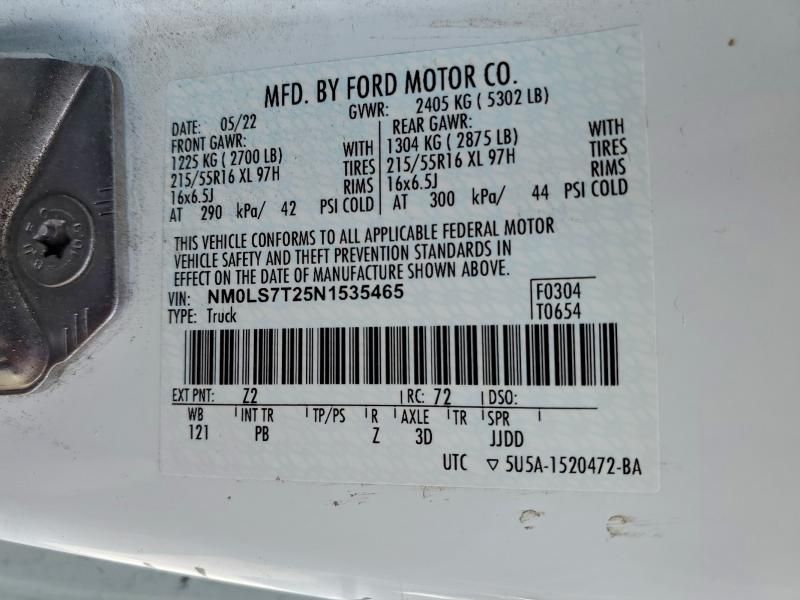 MFD. BY FORD MOTOR CO.
DATE: 05/22 GVWR: 2405 KG ( 5302 LB)
FRONT GAWR: REAR GAWR:
1225 KG ( 2700 LB) WITH 1304 KG ( 2875 LB) WITH
215/55R16 XL 97H TIRES 215/55R16 XL 97H TIRES
16x6.5J RIMS 16x6.5J RIMS
AT 290 kPa/ 42 PSI COLD AT 300 kPa/ 44 PSI COLD
THIS VEHICLE CONFORMS TO ALL APPLICABLE FEDERAL MOTOR
VEHICLE SAFETY AND THEFT PREVENTION STANDARDS IN
EFFECT ON THE DATE OF MANUFACTURE SHOWN ABOVE.
VIN: NM0LS7T25N1535465 F0304
TYPE: Truck T0654
EXT PNT: Z2 RC: 72 DSO:
WB INT TR TP/PS R AXLE TR SPR
121 PB Z 3D JJDD
UTC ▽ 5U5A-1520472-BA